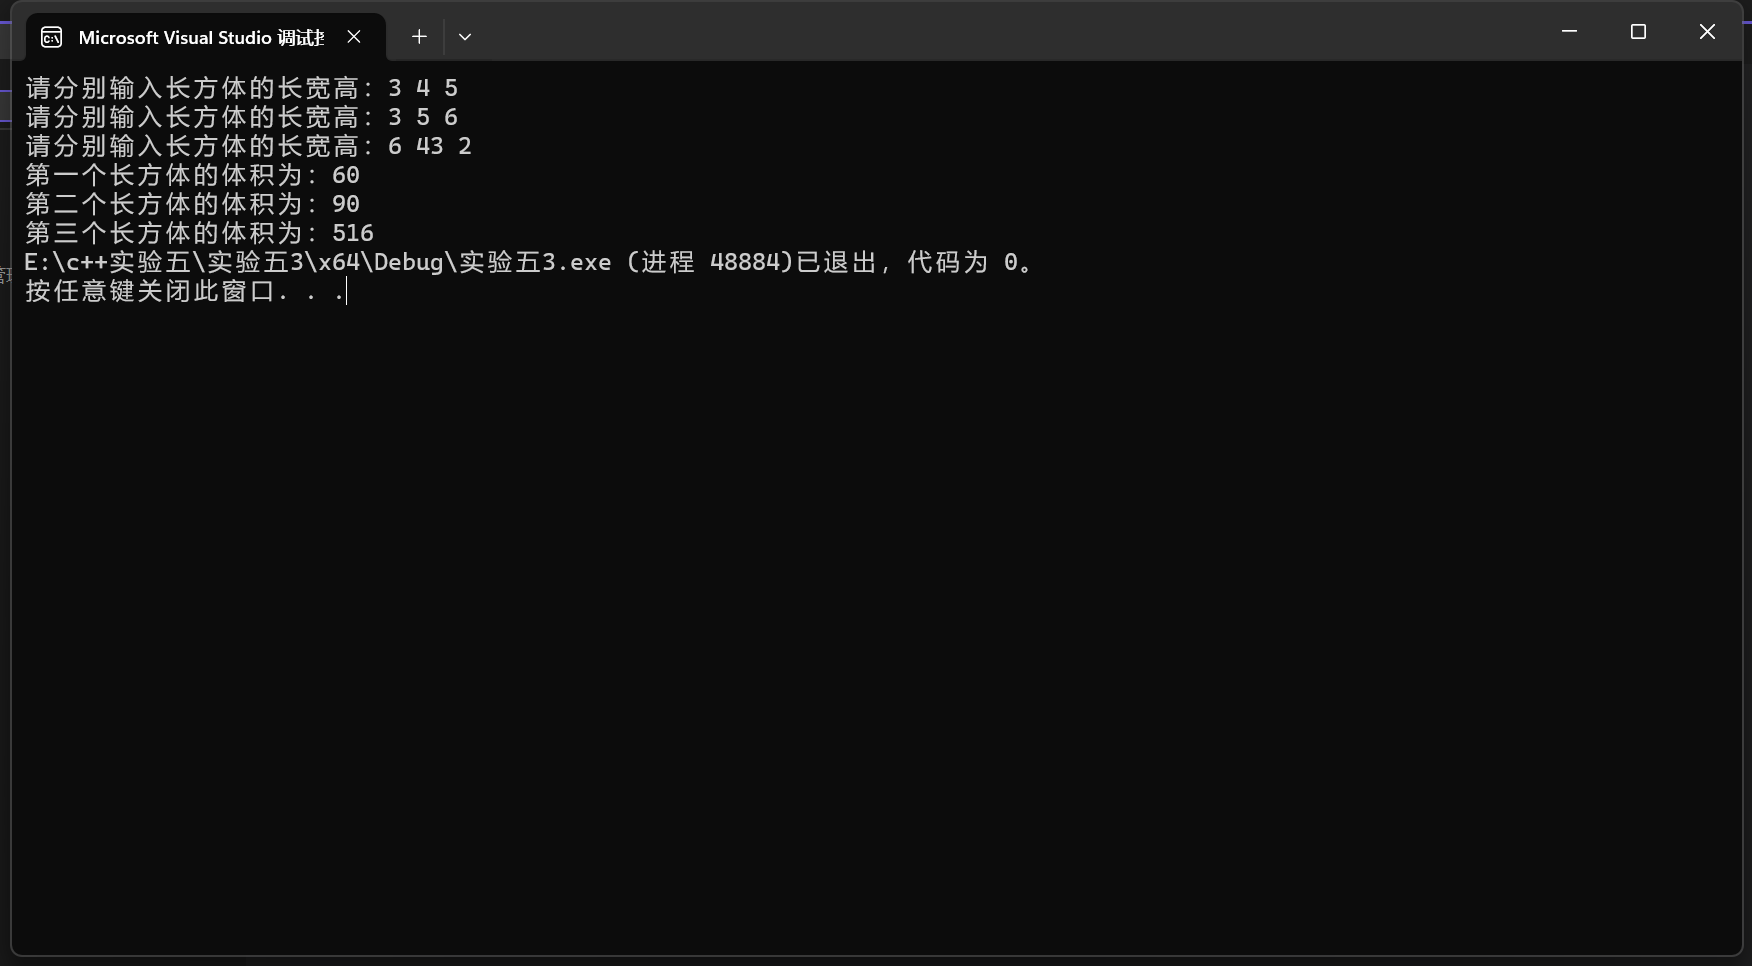 Microsoft Visual Studio 调试
请分别输入长方体的长宽高：3 4 5
请分别输入长方体的长宽高：3 5 6
请分别输入长方体的长宽高：6 43 2
第一个长方体的体积为：60
第二个长方体的体积为：90
第三个长方体的体积为：516
E:\c++实验五\实验五3\x64\Debug\实验五3.exe (进程 48884)已退出，代码为 0。
按任意键关闭此窗口. . .